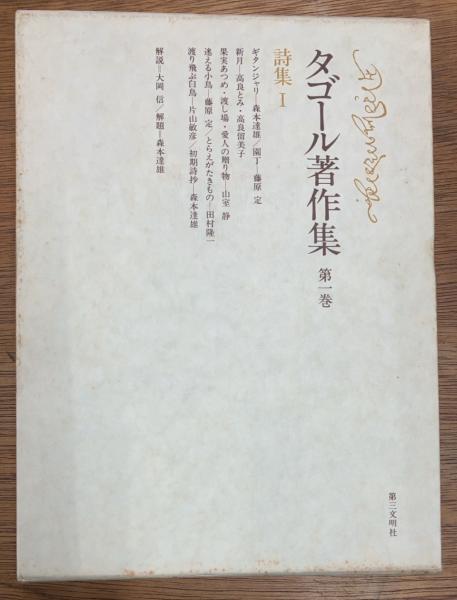 タゴール著作集 第一巻
詩集 I
ギタンジャリ=森本達雄/園丁=藤原 定
新月=高良とみ・高良留美子
果実あつめ・渡し場・愛人の贈り物=山室 静
迷える小鳥=藤原 定/とらえがたきもの=田村隆一
渡り飛ぶ白鳥=片山敏彦/初期詩抄=森本達雄
解説=大岡 信/解題=森本達雄
第三文明社